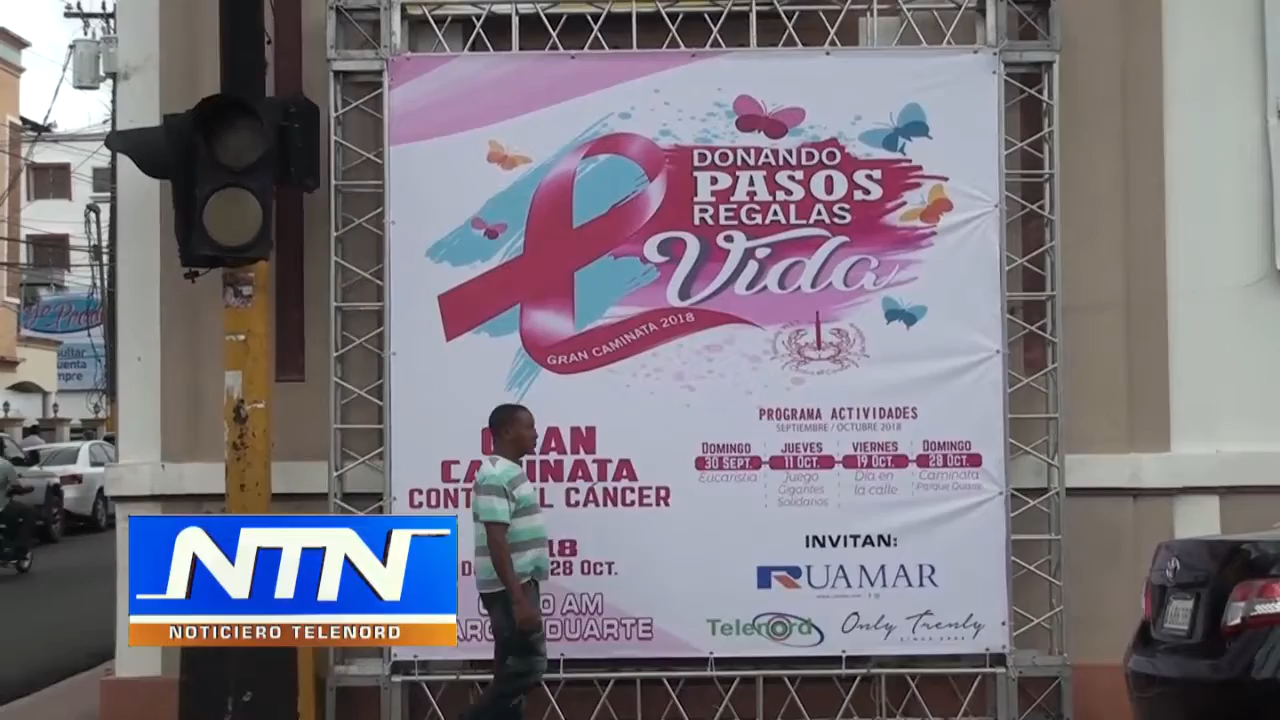 DONANDO
PASOS
REGALAS
Vida
GRAN CAMINATA 2018
PROGRAMA ACTIVIDADES
SEPTIEMBRE / OCTUBRE 2018
DOMINGO
30 SEPT.
Eucaristia
JUEVES
11 OCT.
Juego
Gigantes
Solidarios
VIERNES
19 OCT.
Día en
la calle
DOMINGO
28 OCT.
Caminata
Parque Duarte
GRAN
CAMINATA
CÁNCER
28 OCT.
AM
DUARTE
INVITAN:
RUAMAR
Telenord
Only Trenly
NTN
NOTICIERO TELENORD